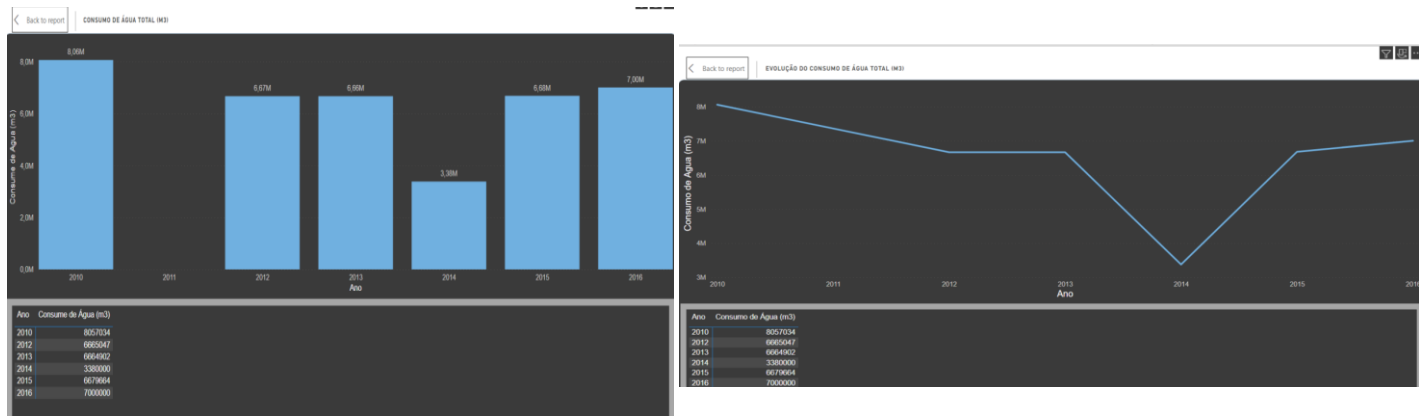 Back to report
CONSUMO DE ÁGUA TOTAL (M3)
Consume de Água (m3)
8,0M
6,0M
4,0M
2,0M
0,0M
8,06M
6,67M
6,66M
3,38M
6,68M
7,00M
2010 2011 2012 2013 2014 2015 2016
Ano
Ano Consume de Água (m3)
2010 8057034
2012 6665047
2013 6664902
2014 3380000
2015 6679664
2016 7000000
Back to report
EVOLUÇÃO DO CONSUMO DE ÁGUA TOTAL (M3)
Consumo de Água (m3)
8M
7M
6M
5M
4M
3M
2010 2011 2012 2013 2014 2015 2016
Ano
Ano Consumo de Água (m3)
2010 8057034
2012 6665047
2013 6664902
2014 3380000
2015 6679664
2016 7000000